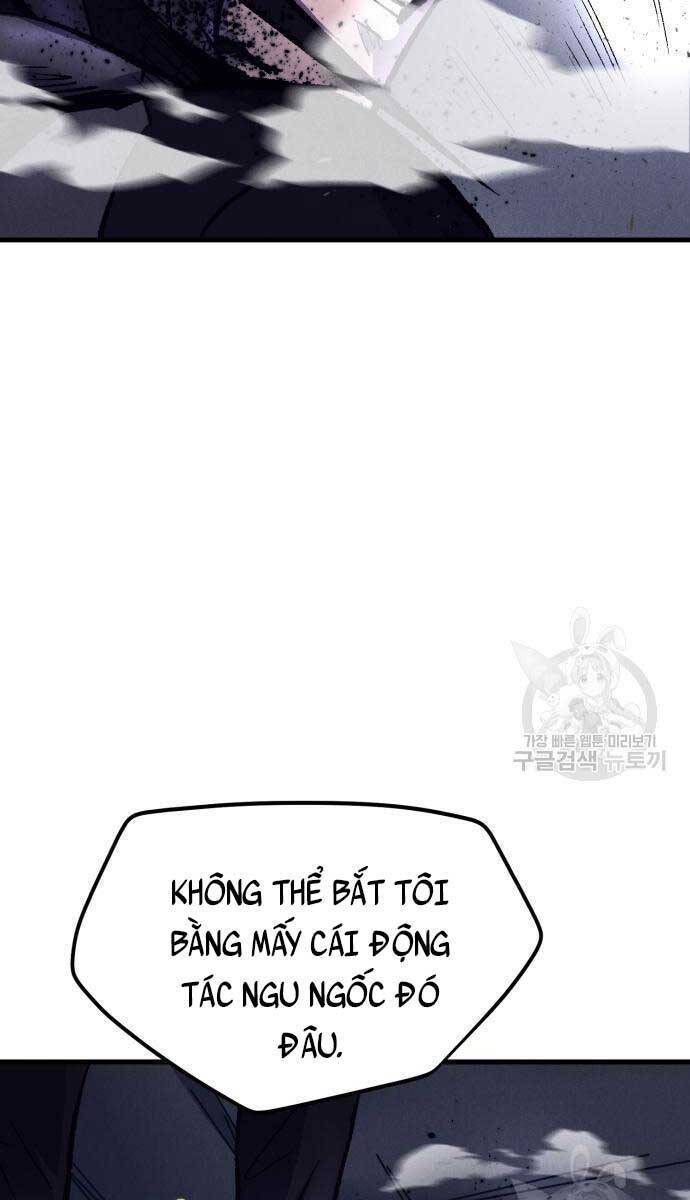 가장 빠른 웹툰 미리보기
구글검색 뉴토끼
KHÔNG THỂ BẮT TÔI
BẰNG MẤY CÁI ĐỘNG
TÁC NGU NGỐC ĐÓ
ĐÂU.